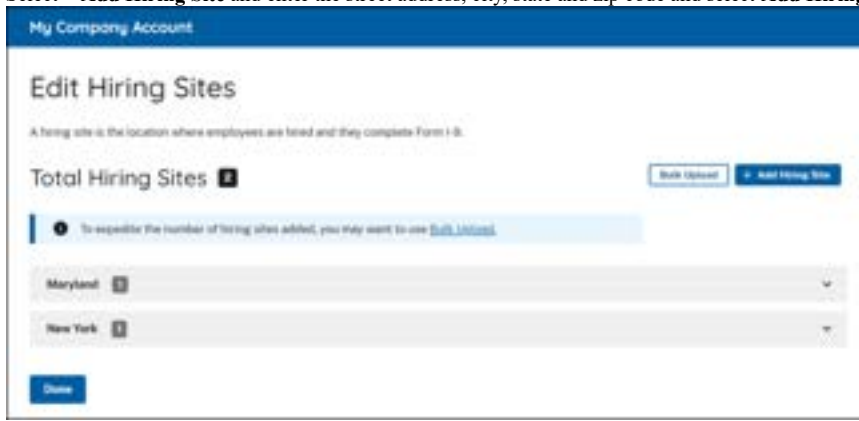 Add Hiring Site and enter the street address, city, state and zip code and select Add Hiring
My Company Account
Edit Hiring Sites
A hiring site is the location where employees are hired and they complete Form I-9.
Total Hiring Sites 2
Bulk Upload + Add Hiring Site
To expedite the number of hiring sites added, you may want to use Bulk Upload.
Maryland 1
New York 1
Done